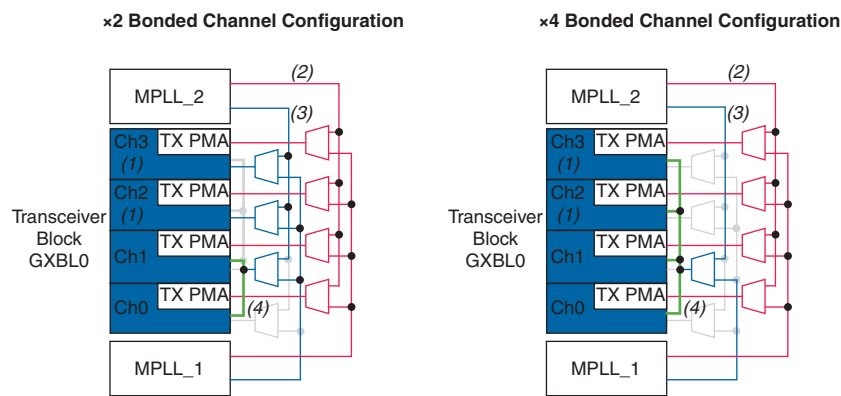 ×2 Bonded Channel Configuration
(2)
MPLL_2
(3)
Ch3
TX PMA
(1)
Ch2
TX PMA
(1)
Transceiver
Block
GXBL0
TX PMA
Ch1
TX PMA
Ch0
(4)
MPLL_1
×4 Bonded Channel Configuration
(2)
MPLL_2
(3)
Ch3
TX PMA
(1)
Ch2
TX PMA
(1)
Transceiver
Block
GXBL0
TX PMA
Ch1
TX PMA
Ch0
(4)
MPLL_1